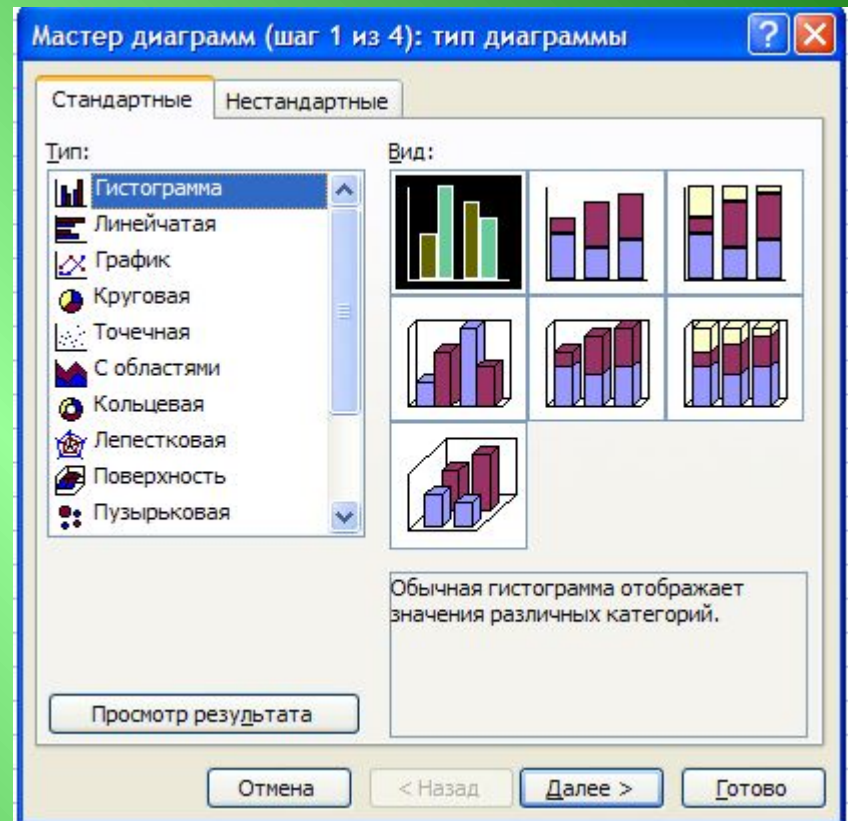 Мастер диаграмм (шаг 1 из 4): тип диаграммы
Стандартные
Нестандартные
Тип:
Вид:
Гистограмма
Линейчатая
График
Круговая
Точечная
С областями
Кольцевая
Лепестковая
Поверхность
Пузырьковая
Обычная гистограмма отображает
значения различных категорий.
Просмотр результата
Отмена
< Назад
Далее >
Готово